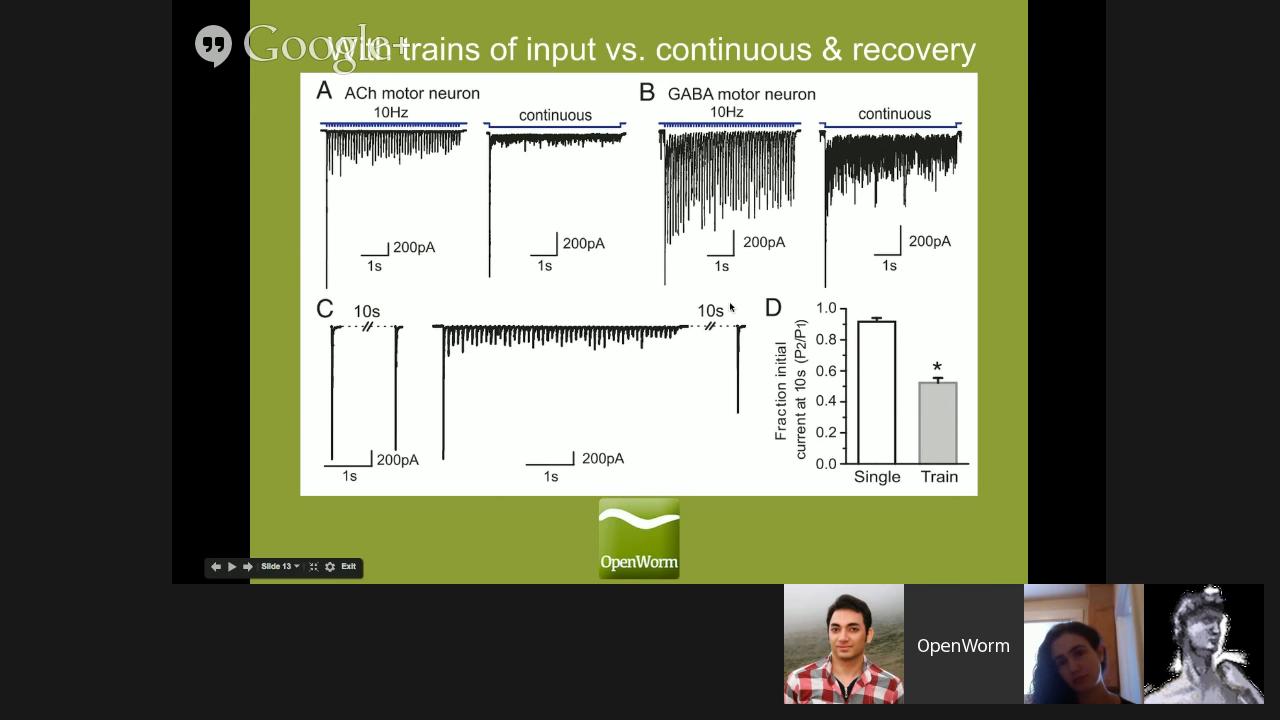 Google+
With trains of input vs. continuous & recovery
A ACh motor neuron
10Hz
continuous
200pA
1s
200pA
1s
B GABA motor neuron
10Hz
continuous
200pA
1s
200pA
1s
C
10s
200pA
1s
10s
200pA
1s
D
Fraction initial
current at 10s (P2/P1)
1.0
0.8
0.6
0.4
0.2
0.0
*
Single Train
OpenWorm
Slide 13 Exit
OpenWorm